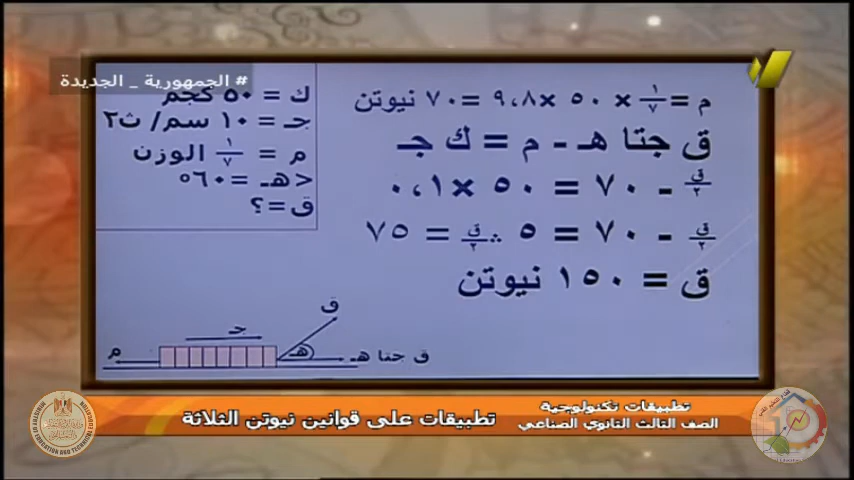 # الجمهورية _ الجديدة
ك = ٥٠ كجم
جـ = ١٠ سم/ ث٢
م = ١/٧ الوزن
>هـ = ٦٠°
ق = ؟
م = ١/٧ × ٥٠ × ٩،٨ = ٧٠ نيوتن
ق جتا هـ - م = ك جـ
ق/٢ - ٧٠ = ٥٠ × ٠،١
ق/٢ - ٧٠ = ٥ ∴ ق/٢ = ٧٥
ق = ١٥٠ نيوتن
ق
جـ
م
هـ
ق جتا هـ
تطبيقات تكنولوجية
الصف الثالث الثانوي الصناعي
تطبيقات على قوانين نيوتن الثلاثة